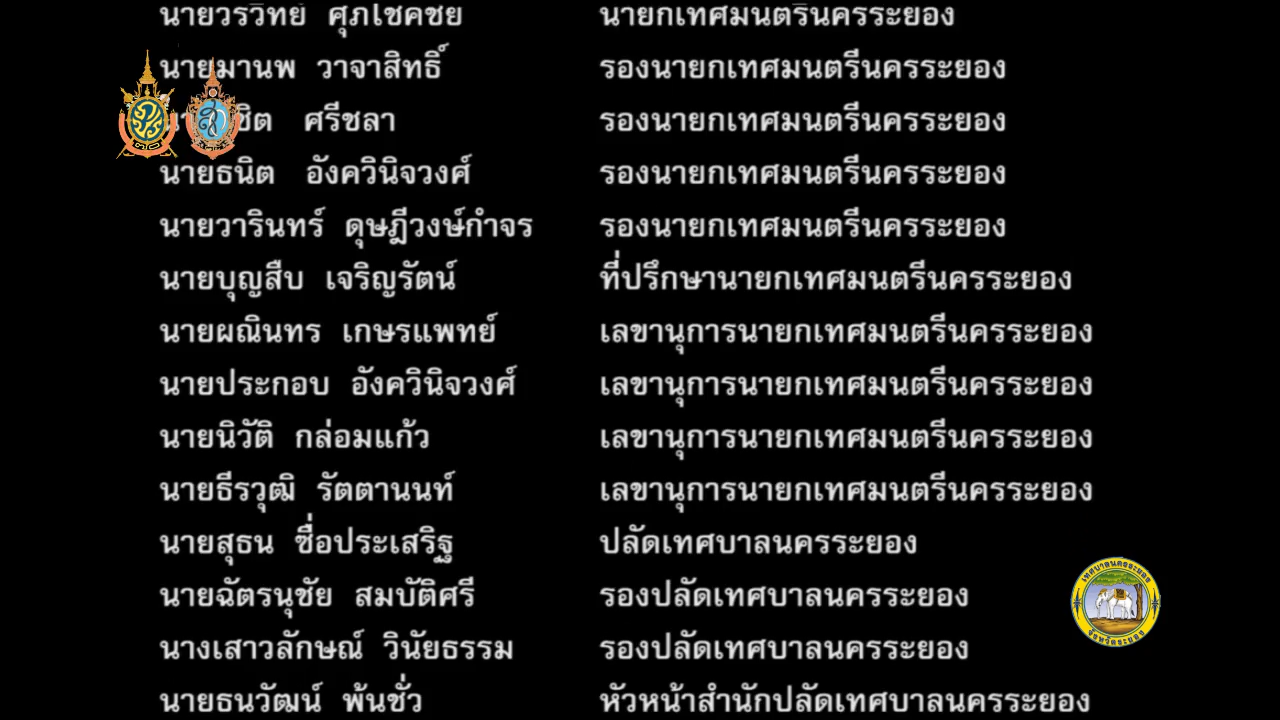 นายวรวิทย์ ศุภโชคชัย นายกเทศมนตรีนครระยอง
นายมานพ วาจาสิทธิ์ รองนายกเทศมนตรีนครระยอง
ศรีชลา รองนายกเทศมนตรีนครระยอง
นายธนิต อังควินิจวงศ์ รองนายกเทศมนตรีนครระยอง
นายวารินทร์ ดุษฎีวงษ์กำจร รองนายกเทศมนตรีนครระยอง
นายบุญสืบ เจริญรัตน์ ที่ปรึกษานายกเทศมนตรีนครระยอง
นายผณินทร เกษรแพทย์ เลขานุการนายกเทศมนตรีนครระยอง
นายประกอบ อังควินิจวงศ์ เลขานุการนายกเทศมนตรีนครระยอง
นายนิวัติ กล่อมแก้ว เลขานุการนายกเทศมนตรีนครระยอง
นายธีรวุฒิ รัตตานนท์ เลขานุการนายกเทศมนตรีนครระยอง
นายสุธน ซื่อประเสริฐ ปลัดเทศบาลนครระยอง
นายฉัตรนุชัย สมบัติศรี รองปลัดเทศบาลนครระยอง
เทศบาลนครระยอง
จังหวัดระยอง
นางเสาวลักษณ์ วินัยธรรม รองปลัดเทศบาลนครระยอง
นายธนวัฒน์ พ้นชั่ว หัวหน้าสำนักปลัดเทศบาลนครระยอง